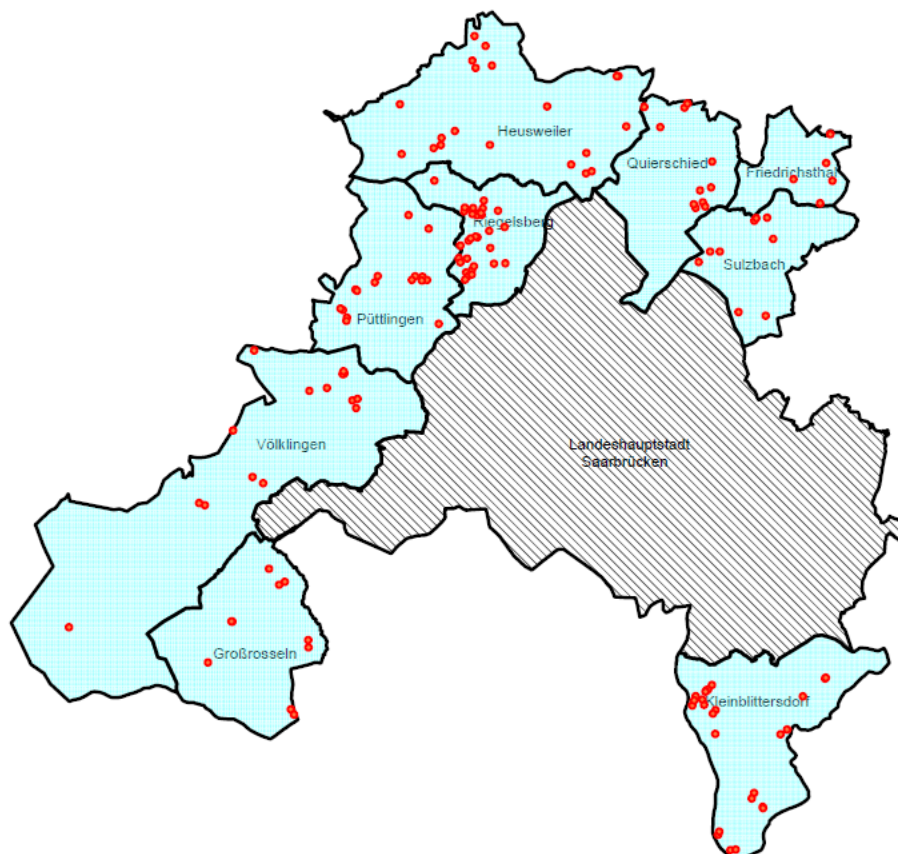 Heusweiler
Quierschied
Friedrichsthal
Riegelsberg
Sulzbach
Püttlingen
Völklingen
Landeshauptstadt
Saarbrücken
Großrosseln
Kleinblittersdorf